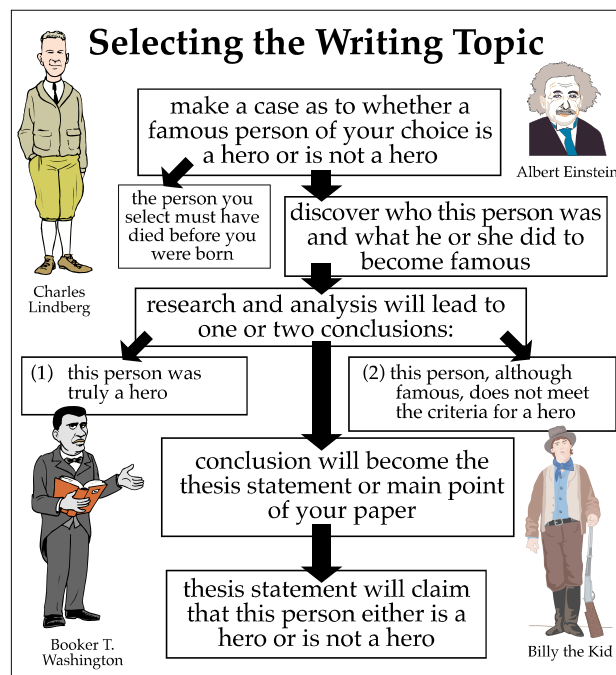 Selecting the Writing Topic
make a case as to whether a
famous person of your choice is
a hero or is not a hero
Albert Einstein
the person you
select must have
died before you
were born
discover who this person was
and what he or she did to
become famous
Charles
Lindberg
research and analysis will lead to
one or two conclusions:
(1) this person was
truly a hero
(2) this person, although
famous, does not meet
the criteria for a hero
conclusion will become the
thesis statement or main point
of your paper
thesis statement will claim
that this person either is a
hero or is not a hero
Booker T.
Washington
Billy the Kid